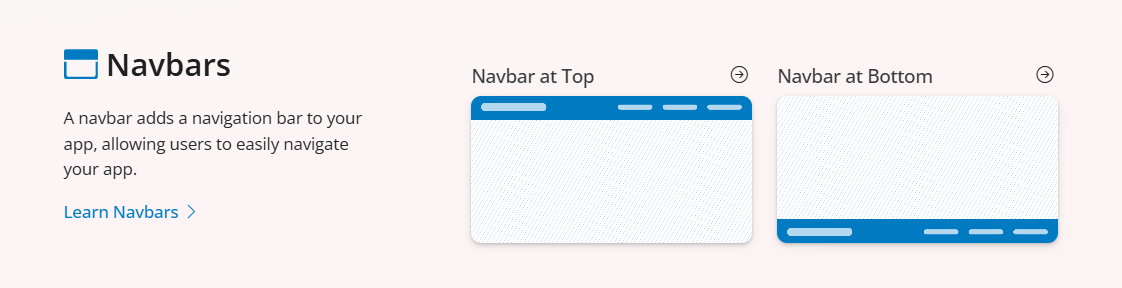 Navbars
A navbar adds a navigation bar to your
app, allowing users to easily navigate
your app.
Learn Navbars
Navbar at Top
Navbar at Bottom